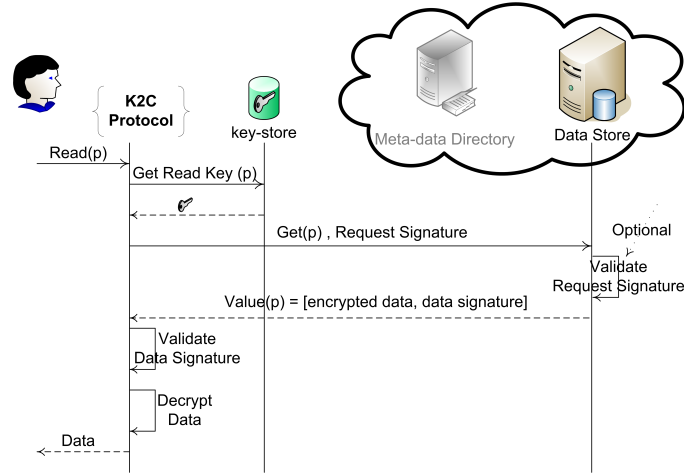 K2C
Protocol
key-store
Meta-data Directory
Data Store
Read(p)
Get Read Key (p)
Get(p) , Request Signature
Optional
Validate
Request Signature
Value(p) = [encrypted data, data signature]
Validate
Data Signature
Decrypt
Data
Data